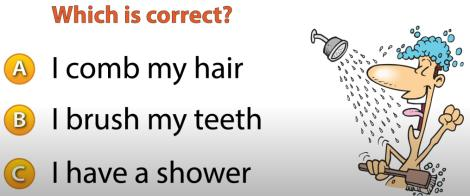 Which is correct?
A I comb my hair
B I brush my teeth
C I have a shower